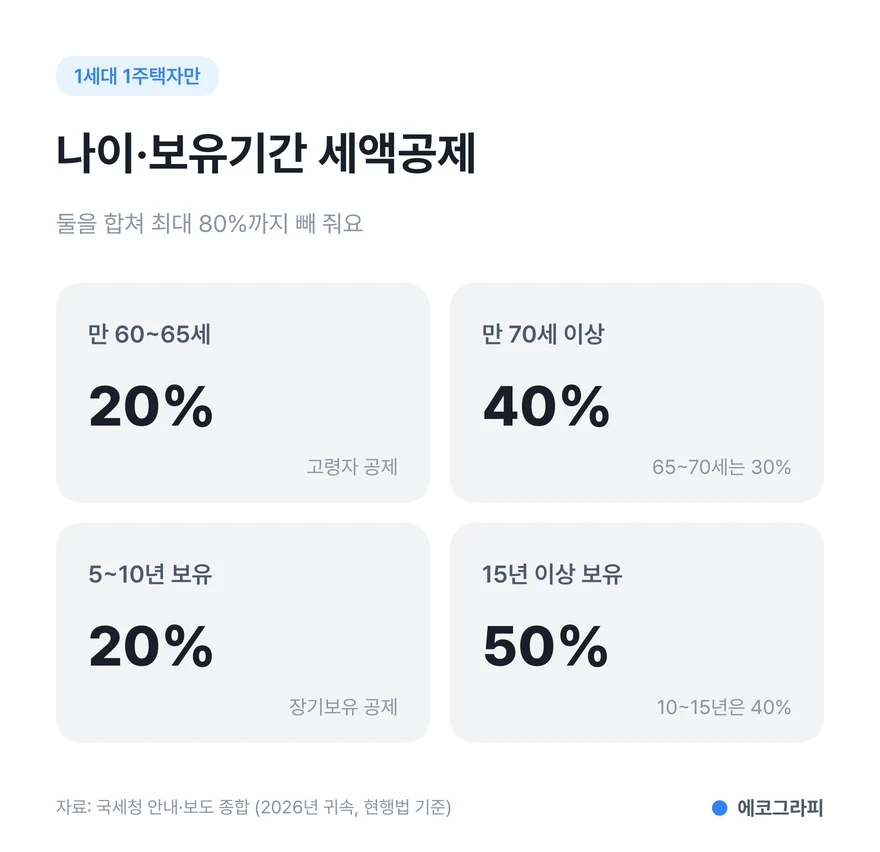 1세대 1주택자만
나이·보유기간 세액공제
둘을 합쳐 최대 80%까지 빼 줘요
만 60~65세
20%
고령자 공제
만 70세 이상
40%
65~70세는 30%
5~10년 보유
20%
장기보유 공제
15년 이상 보유
50%
10~15년은 40%
자료: 국세청 안내·보도 종합 (2026년 귀속, 현행법 기준)
에코그라피